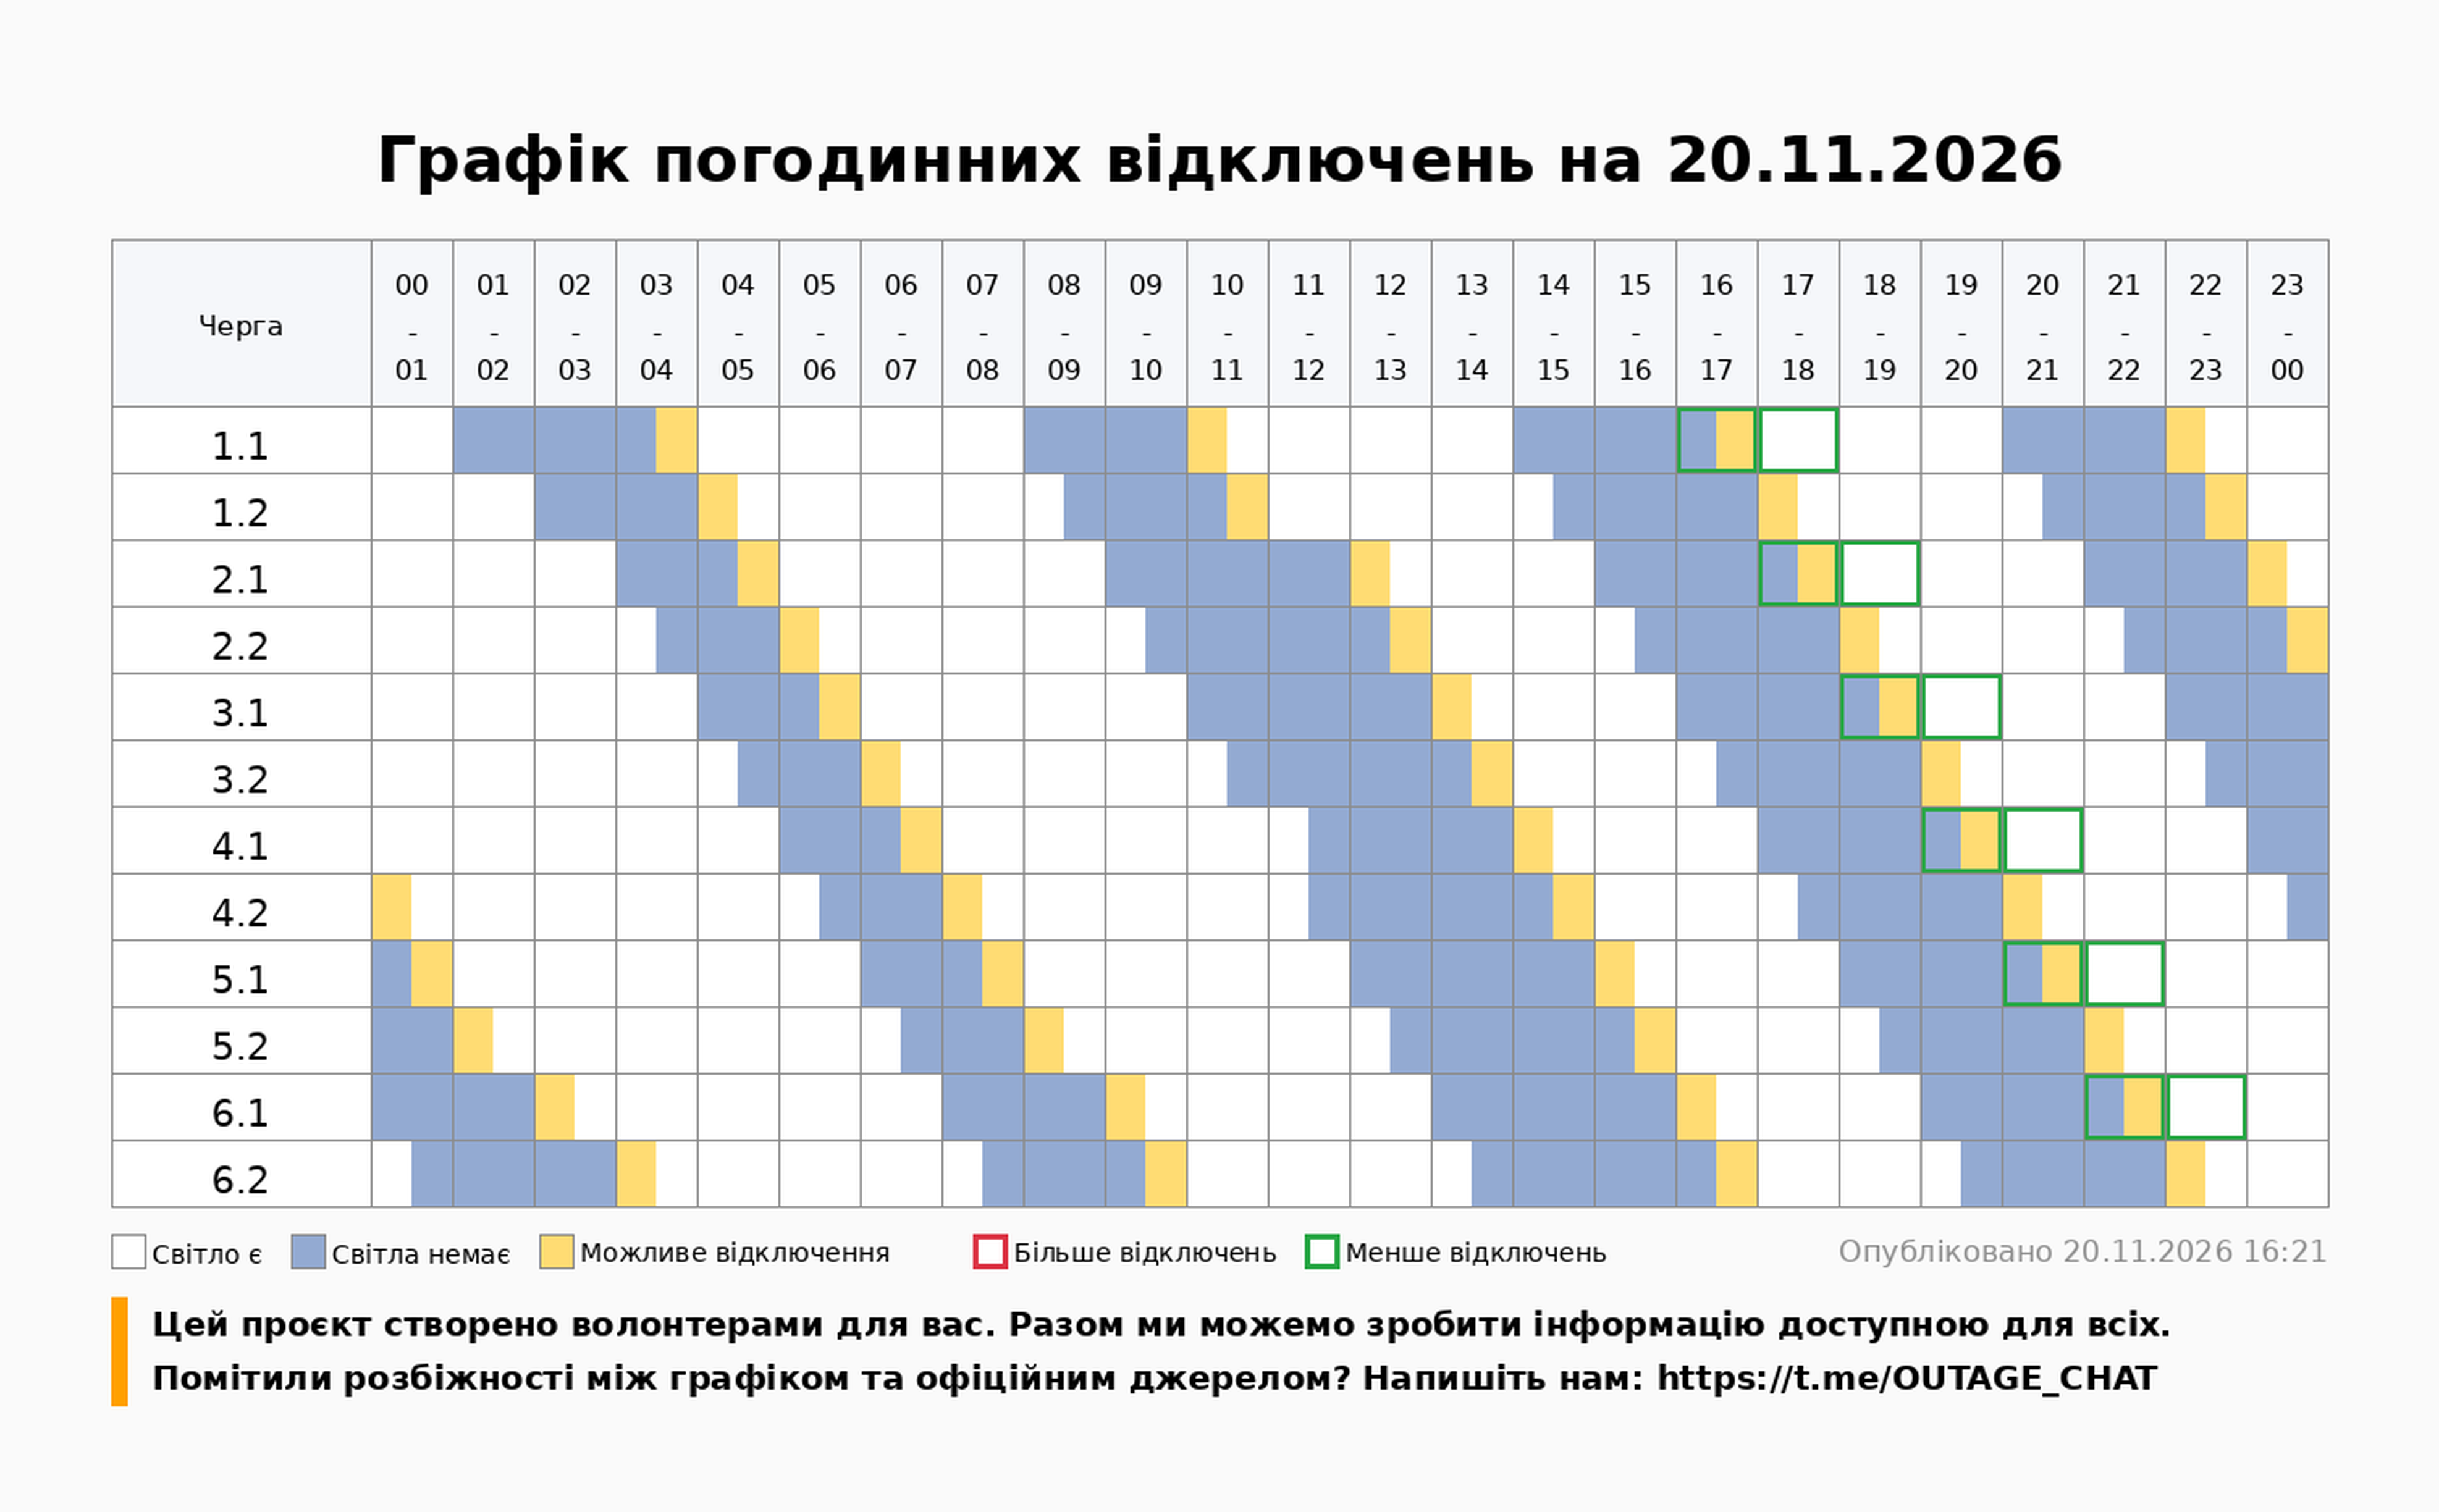 Графік погодинних відключень на 20.11.2026
Черга 00 - 01 01 - 02 02 - 03 03 - 04 04 - 05 05 - 06 06 - 07 07 - 08 08 - 09 09 - 10 10 - 11 11 - 12 12 - 13 13 - 14 14 - 15 15 - 16 16 - 17 17 - 18 18 - 19 19 - 20 20 - 21 21 - 22 22 - 23 23 - 00
1.1
1.2
2.1
2.2
3.1
3.2
4.1
4.2
5.1
5.2
6.1
6.2
Світло є Світла немає Можливе відключення Більше відключень Менше відключень Опубліковано 20.11.2026 16:21
Цей проєкт створено волонтерами для вас. Разом ми можемо зробити інформацію доступною для всіх.
Помітили розбіжності між графіком та офіційним джерелом? Напишіть нам: https://t.me/OUTAGE_CHAT